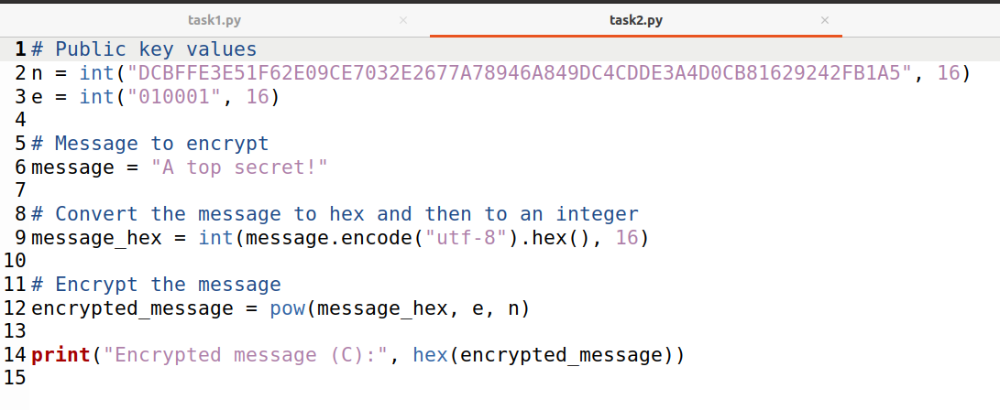 task1.py × task2.py ×
1 # Public key values
2 n = int("DCBFFE3E51F62E09CE7032E2677A78946A849DC4CDDE3A4D0CB81629242FB1A5", 16)
3 e = int("010001", 16)
4
5 # Message to encrypt
6 message = "A top secret!"
7
8 # Convert the message to hex and then to an integer
9 message_hex = int(message.encode("utf-8").hex(), 16)
10
11 # Encrypt the message
12 encrypted_message = pow(message_hex, e, n)
13
14 print("Encrypted message (C):", hex(encrypted_message))
15